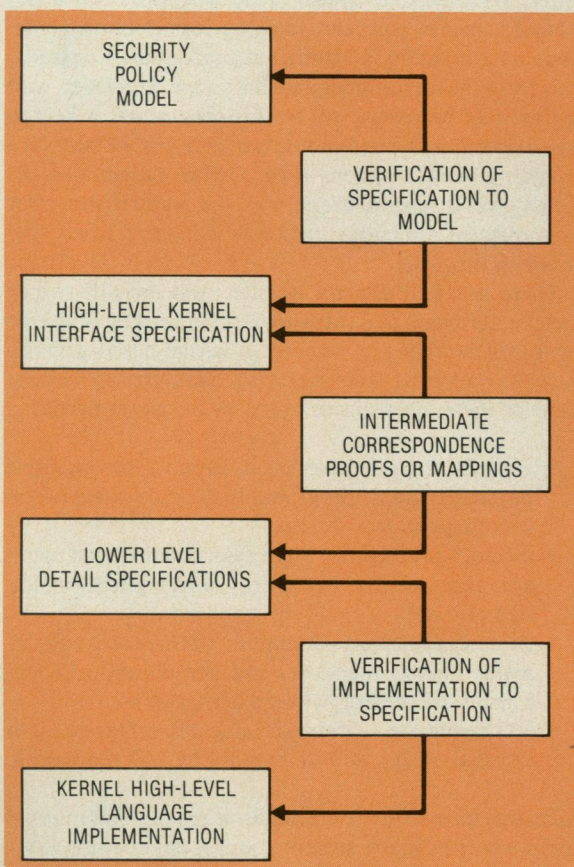 SECURITY
POLICY
MODEL
VERIFICATION OF
SPECIFICATION TO
MODEL
HIGH-LEVEL KERNEL
INTERFACE SPECIFICATION
INTERMEDIATE
CORRESPONDENCE
PROOFS OR MAPPINGS
LOWER LEVEL
DETAIL SPECIFICATIONS
VERIFICATION OF
IMPLEMENTATION TO
SPECIFICATION
KERNEL HIGH-LEVEL
LANGUAGE
IMPLEMENTATION